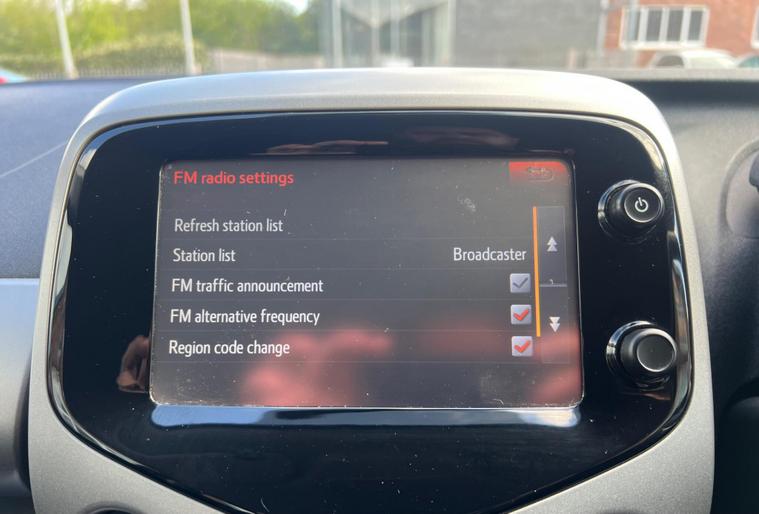 FM radio settings
Refresh station list
Station list Broadcaster
FM traffic announcement
FM alternative frequency
Region code change